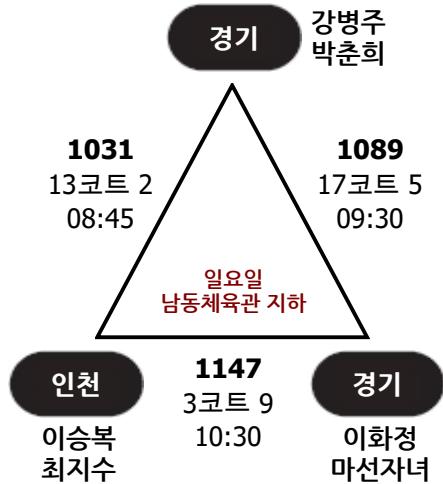 경기
강병주
박춘희
1031
13코트 2
08:45
1089
17코트 5
09:30
일요일
남동체육관 지하
인천
이승복
최지수
1147
3코트 9
10:30
경기
이화정
마선자녀